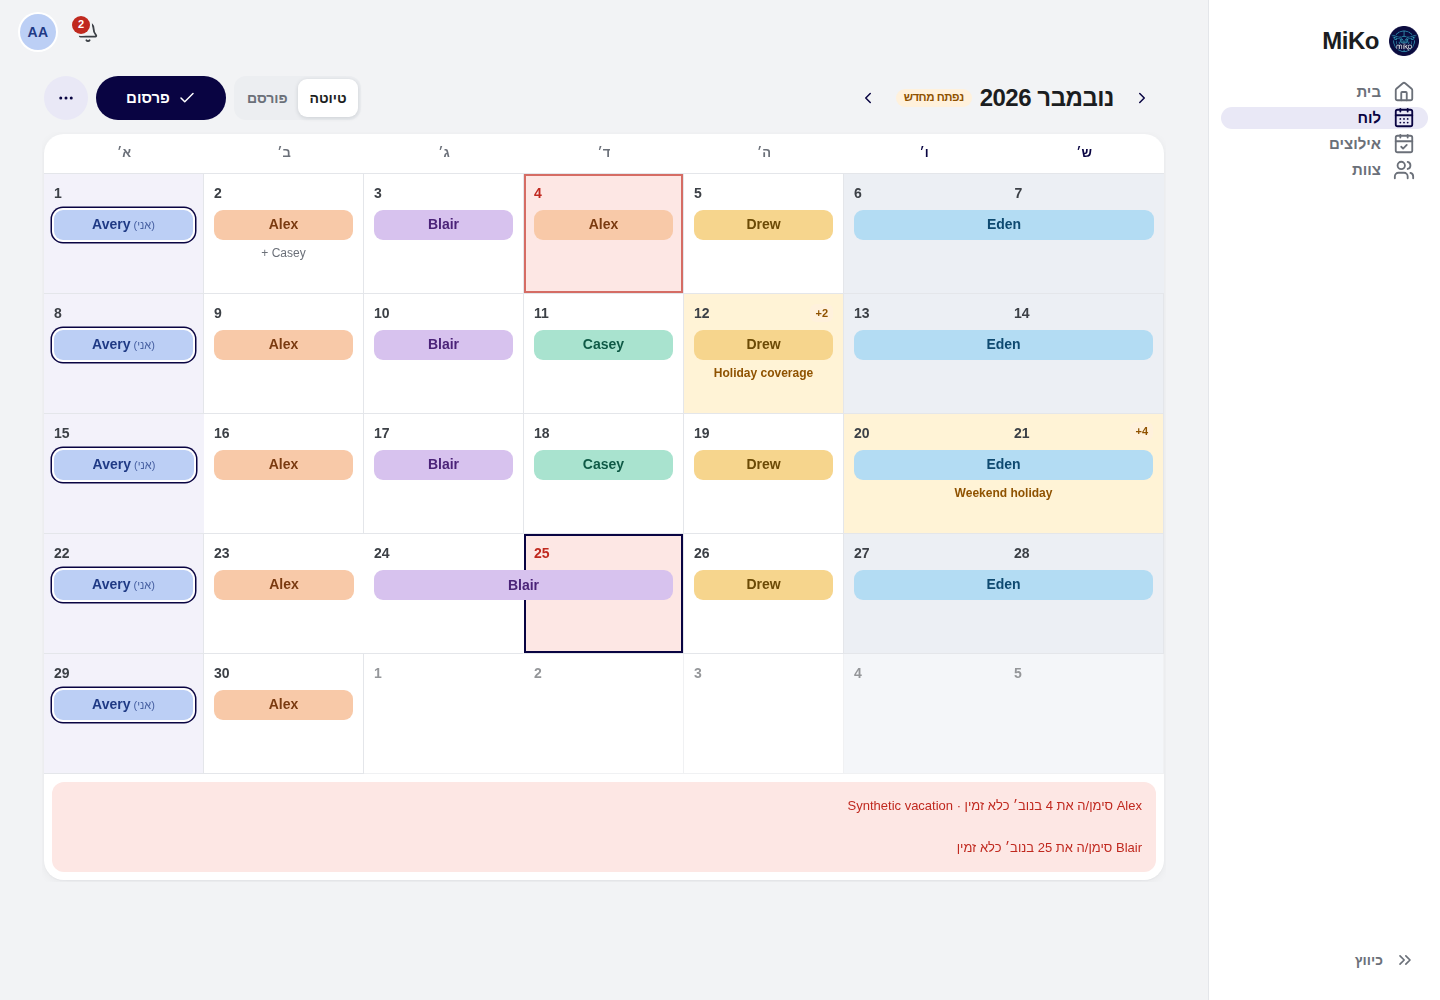 MiKo
miko
בית
לוח
אילוצים
צוות
כיווץ
AA
2
נובמבר 2026
נפתח מחדש
טיוטה
פורסם
פרסום
א׳
ב׳
ג׳
ד׳
ה׳
ו׳
ש׳
1
Avery (אני)
2
Alex
+ Casey
3
Blair
4
Alex
5
Drew
6
7
Eden
8
Avery (אני)
9
Alex
10
Blair
11
Casey
12
+2
Drew
Holiday coverage
13
14
Eden
15
Avery (אני)
16
Alex
17
Blair
18
Casey
19
Drew
20
21
+4
Eden
Weekend holiday
22
Avery (אני)
23
Alex
24
25
Blair
26
Drew
27
28
Eden
29
Avery (אני)
30
Alex
1
2
3
4
5
Alex סימן/ה את 4 בנוב׳ כלא זמין · Synthetic vacation
Blair סימן/ה את 25 בנוב׳ כלא זמין